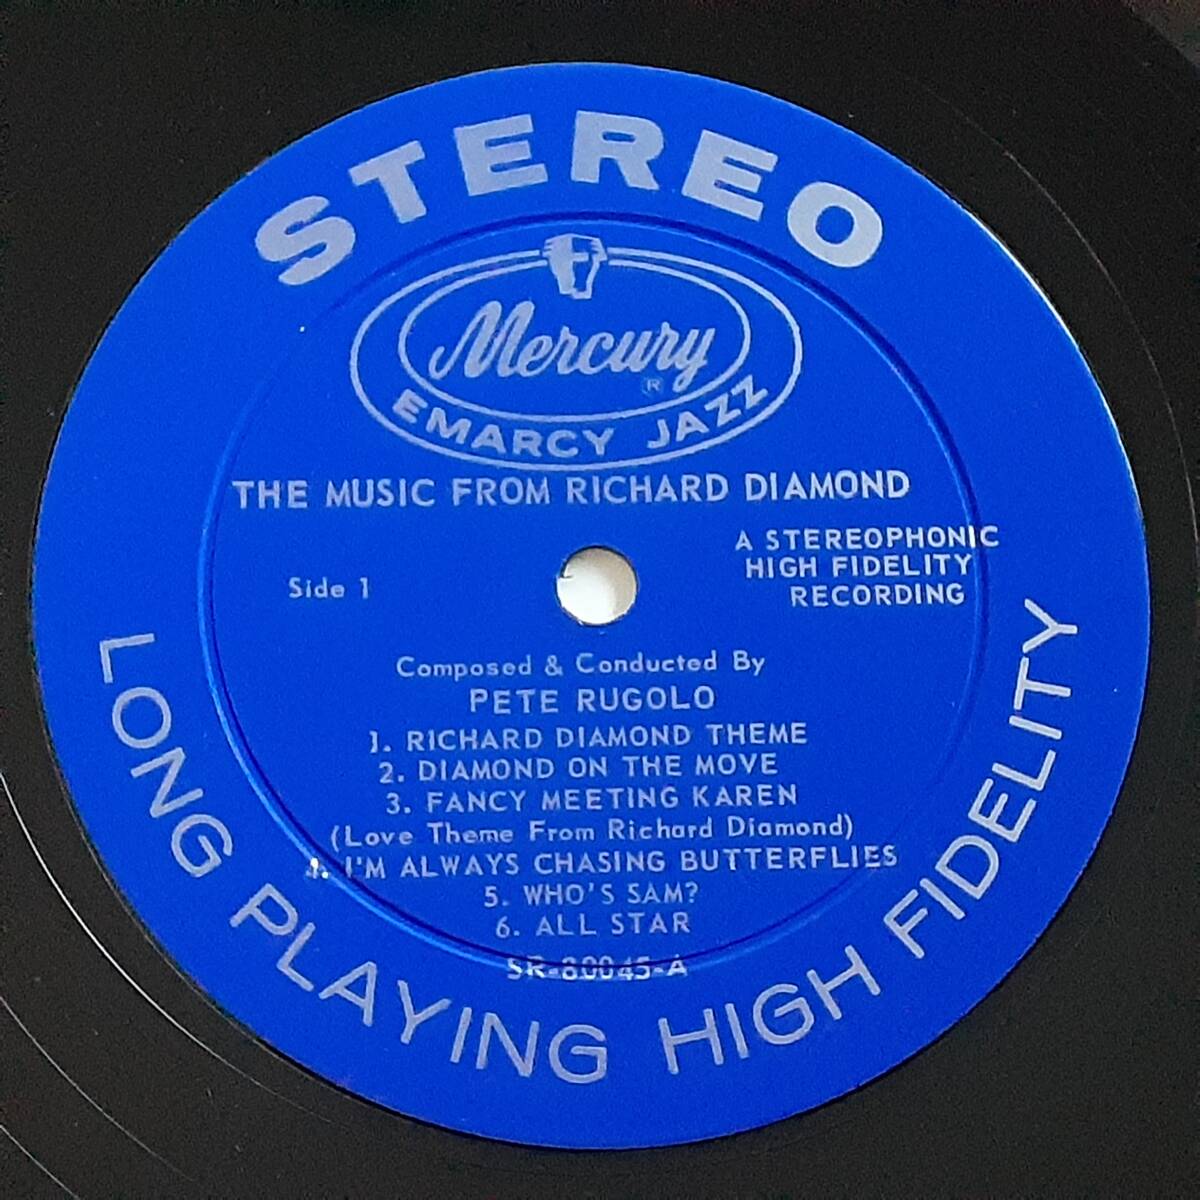 STEREO
Mercury
®
EMARCY JAZZ
THE MUSIC FROM RICHARD DIAMOND
A STEREOPHONIC
HIGH FIDELITY
RECORDING
Side 1
Composed & Conducted By
PETE RUGOLO
1. RICHARD DIAMOND THEME
2. DIAMOND ON THE MOVE
3. FANCY MEETING KAREN
(Love Theme From Richard Diamond)
4. I'M ALWAYS CHASING BUTTERFLIES
5. WHO'S SAM?
6. ALL STAR
SR-80045-A
LONG PLAYING HIGH FIDELITY